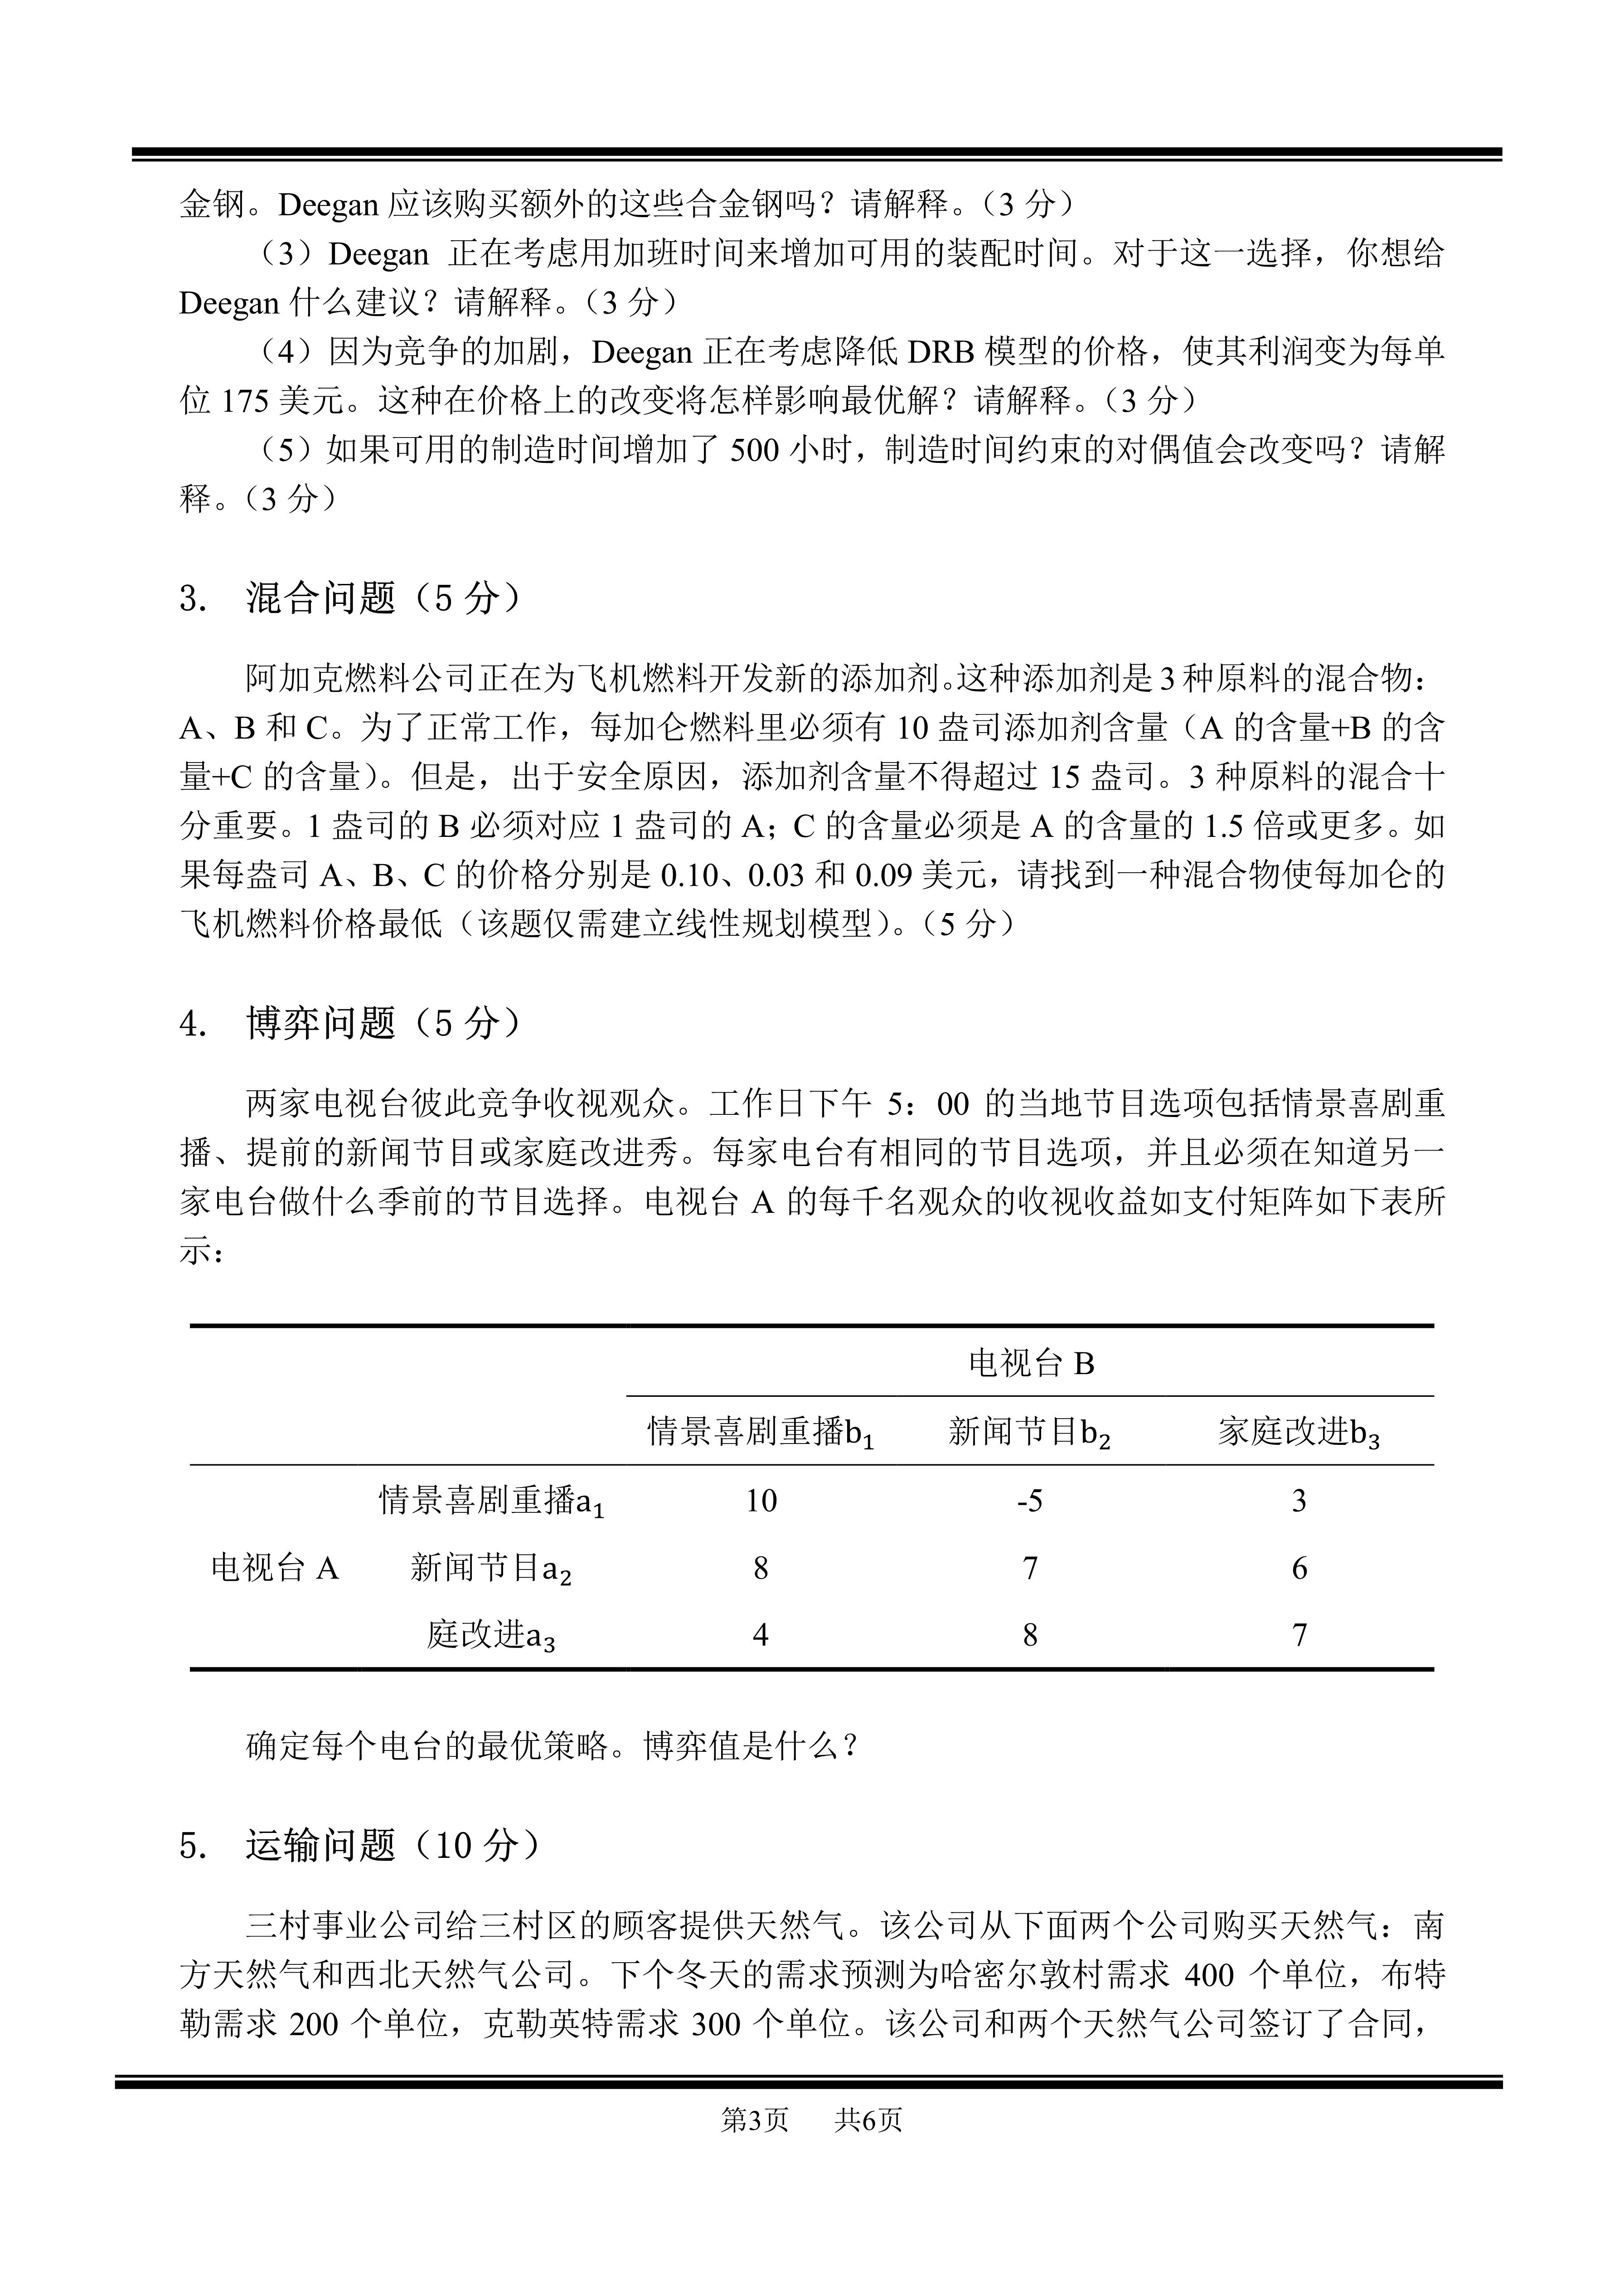 金钢。Deegan 应该购买额外的这些合金钢吗？请解释。（3 分）
（3）Deegan 正在考虑用加班时间来增加可用的装配时间。对于这一选择，你想给
Deegan 什么建议？请解释。（3 分）
（4）因为竞争的加剧，Deegan 正在考虑降低 DRB 模型的价格，使其利润变为每单
位 175 美元。这种在价格上的改变将怎样影响最优解？请解释。（3 分）
（5）如果可用的制造时间增加了 500 小时，制造时间约束的对偶值会改变吗？请解
释。（3 分）
3. 混合问题（5 分）
阿加克燃料公司正在为飞机燃料开发新的添加剂。这种添加剂是 3 种原料的混合物：
A、B 和 C。为了正常工作，每加仑燃料里必须有 10 盎司添加剂含量（A 的含量+B 的含
量+C 的含量）。但是，出于安全原因，添加剂含量不得超过 15 盎司。3 种原料的混合十
分重要。1 盎司的 B 必须对应 1 盎司的 A；C 的含量必须是 A 的含量的 1.5 倍或更多。如
果每盎司 A、B、C 的价格分别是 0.10、0.03 和 0.09 美元，请找到一种混合物使每加仑的
飞机燃料价格最低（该题仅需建立线性规划模型）。（5 分）
4. 博弈问题（5 分）
两家电视台彼此竞争收视观众。工作日下午 5：00 的当地节目选项包括情景喜剧重
播、提前的新闻节目或家庭改进秀。每家电台有相同的节目选项，并且必须在知道另一
家电台做什么季前的节目选择。电视台 A 的每千名观众的收视收益如支付矩阵如下表所
示：
电视台 B
情景喜剧重播b₁ 新闻节目b₂ 家庭改进b₃
情景喜剧重播a₁ 10 -5 3
电视台 A 新闻节目a₂ 8 7 6
庭改进a₃ 4 8 7
确定每个电台的最优策略。博弈值是什么？
5. 运输问题（10 分）
三村事业公司给三村区的顾客提供天然气。该公司从下面两个公司购买天然气：南
方天然气和西北天然气公司。下个冬天的需求预测为哈密尔敦村需求 400 个单位，布特
勒需求 200 个单位，克勒英特需求 300 个单位。该公司和两个天然气公司签订了合同，
第3页 共6页